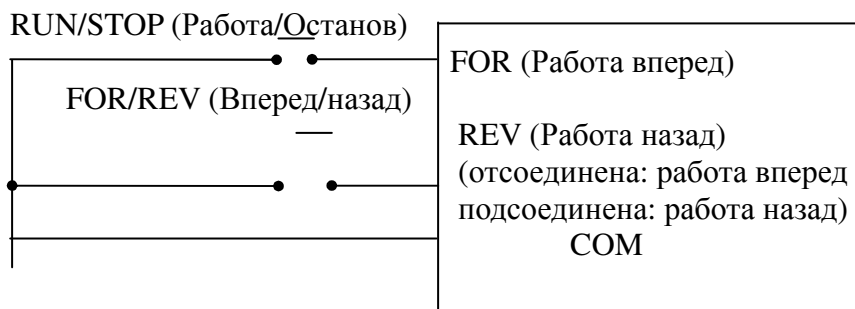 RUN/STOP (Работа/Останов)
FOR (Работа вперед)
FOR/REV (Вперед/назад)
REV (Работа назад)
(отсоединена: работа вперед
подсоединена: работа назад)
COM